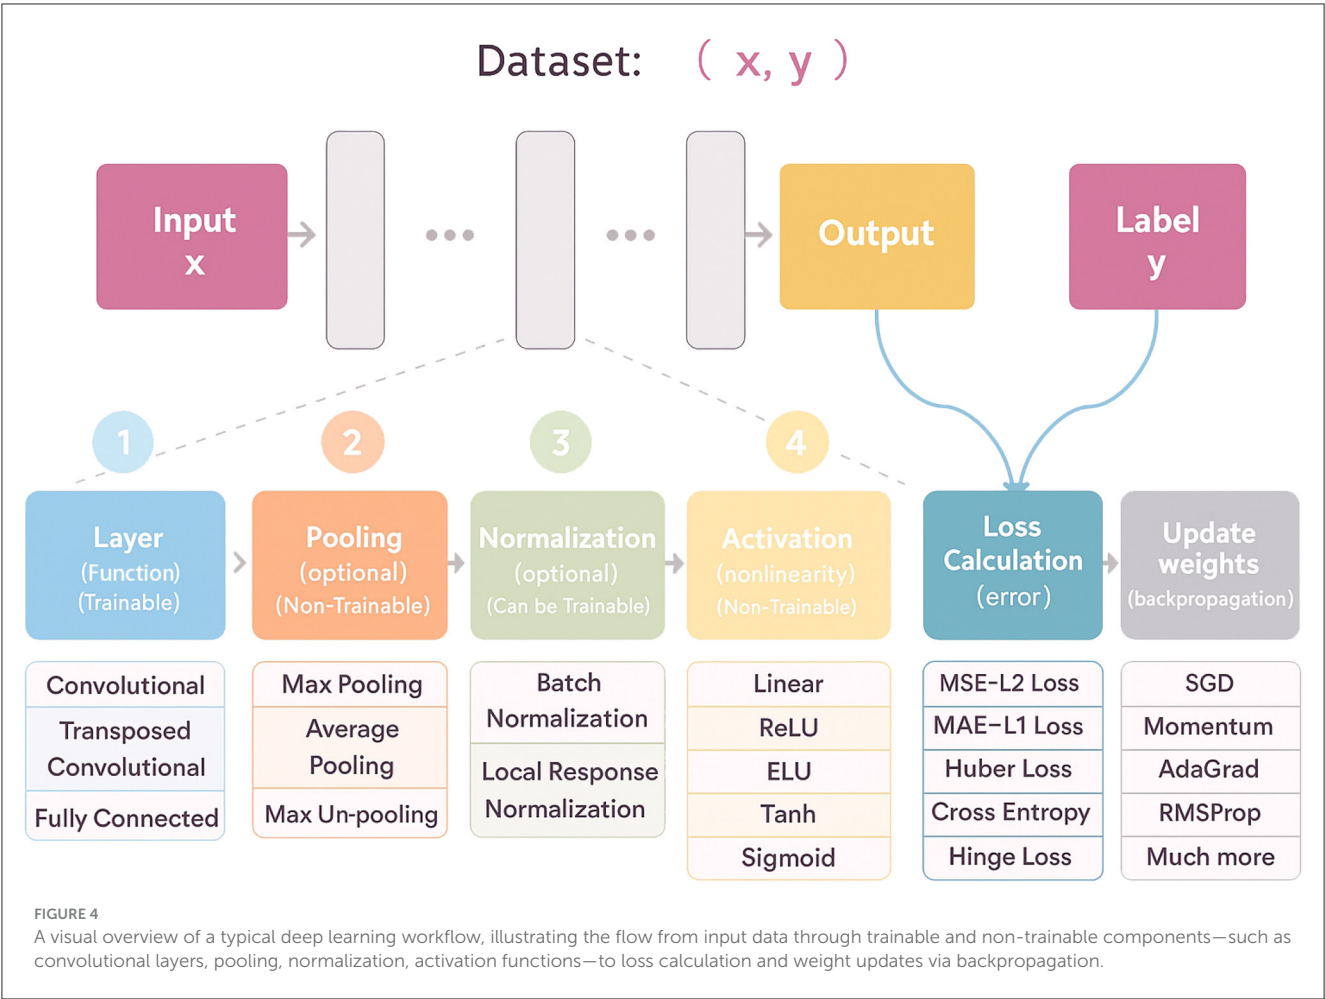 Dataset: ( x, y )
Input
x
Output
Label
y
1
2
3
4
Layer
(Function)
(Trainable)
Pooling
(optional)
(Non-Trainable)
Normalization
(optional)
(Can be Trainable)
Activation
(nonlinearity)
(Non-Trainable)
Loss
Calculation
(error)
Update
weights
(backpropagation)
Convolutional
Transposed
Convolutional
Fully Connected
Max Pooling
Average
Pooling
Max Un-pooling
Batch
Normalization
Local Response
Normalization
Linear
ReLU
ELU
Tanh
Sigmoid
MSE-L2 Loss
MAE–L1 Loss
Huber Loss
Cross Entropy
Hinge Loss
SGD
Momentum
AdaGrad
RMSProp
Much more
FIGURE 4
A visual overview of a typical deep learning workflow, illustrating the flow from input data through trainable and non-trainable components—such as
convolutional layers, pooling, normalization, activation functions—to loss calculation and weight updates via backpropagation.